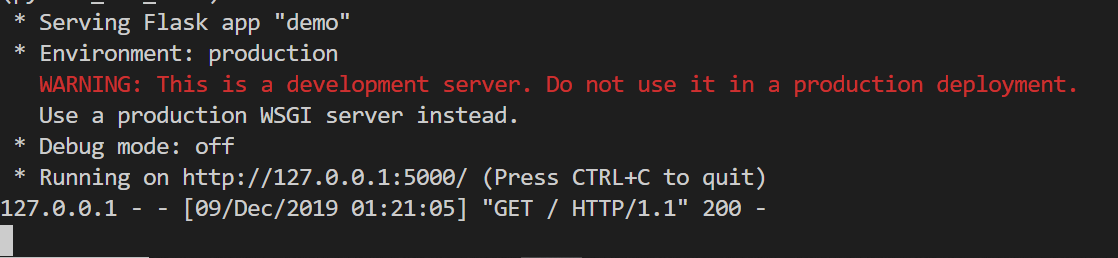 * Serving Flask app "demo"
* Environment: production
WARNING: This is a development server. Do not use it in a production deployment.
Use a production WSGI server instead.
* Debug mode: off
* Running on http://127.0.0.1:5000/ (Press CTRL+C to quit)
127.0.0.1 - - [09/Dec/2019 01:21:05] "GET / HTTP/1.1" 200 -